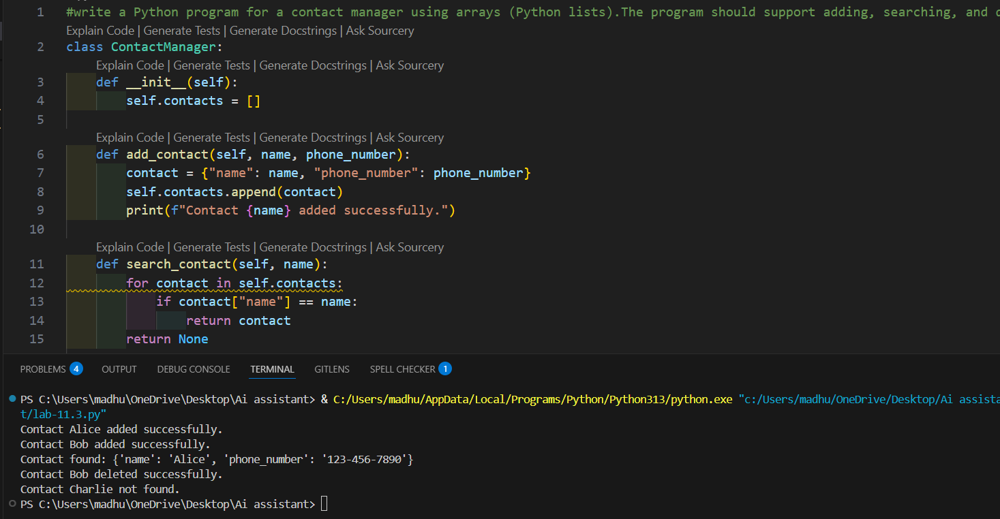 1 #write a Python program for a contact manager using arrays (Python lists).The program should support adding, searching, and
Explain Code | Generate Tests | Generate Docstrings | Ask Sourcery
2 class ContactManager:
Explain Code | Generate Tests | Generate Docstrings | Ask Sourcery
3 def __init__(self):
4 self.contacts = []
5
Explain Code | Generate Tests | Generate Docstrings | Ask Sourcery
6 def add_contact(self, name, phone_number):
7 contact = {"name": name, "phone_number": phone_number}
8 self.contacts.append(contact)
9 print(f"Contact {name} added successfully.")
10
Explain Code | Generate Tests | Generate Docstrings | Ask Sourcery
11 def search_contact(self, name):
12 for contact in self.contacts:
13 if contact["name"] == name:
14 return contact
15 return None
PROBLEMS 4 OUTPUT DEBUG CONSOLE TERMINAL GITLENS SPELL CHECKER 1
PS C:\Users\madhu\OneDrive\Desktop\Ai assistant> & C:/Users/madhu/AppData/Local/Programs/Python/Python313/python.exe "c:/Users/madhu/OneDrive/Desktop/Ai assista
t/lab-11.3.py"
Contact Alice added successfully.
Contact Bob added successfully.
Contact found: {'name': 'Alice', 'phone_number': '123-456-7890'}
Contact Bob deleted successfully.
Contact Charlie not found.
PS C:\Users\madhu\OneDrive\Desktop\Ai assistant>